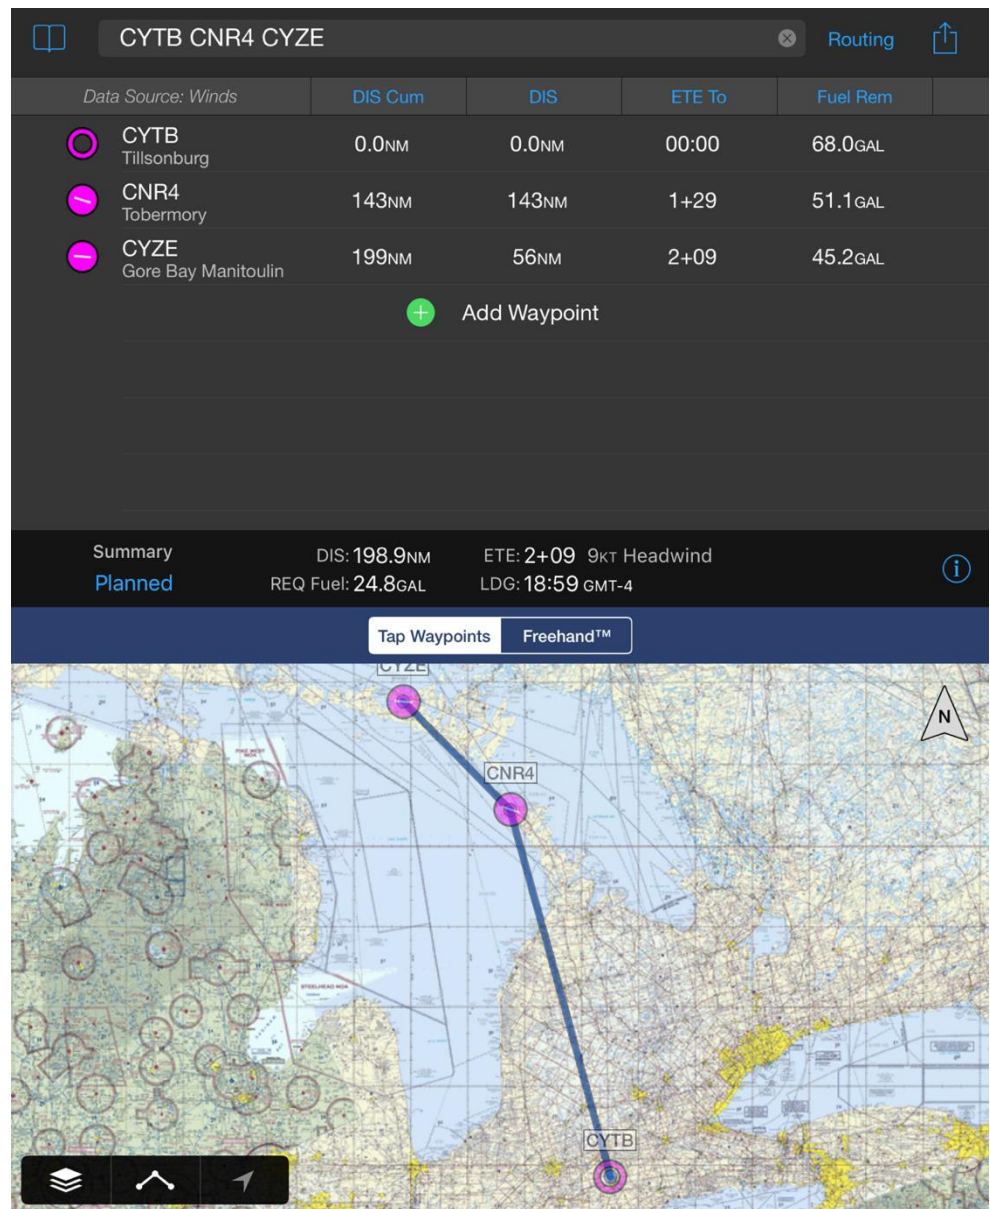 CYTB CNR4 CYZE
Routing
Data Source: Winds DIS Cum DIS ETE To Fuel Rem
CYTB 0.0NM 0.0NM 00:00 68.0GAL
Tillsonburg
CNR4 143NM 143NM 1+29 51.1GAL
Tobermory
CYZE 199NM 56NM 2+09 45.2GAL
Gore Bay Manitoulin
Add Waypoint
Summary DIS: 198.9NM ETE: 2+09 9KT Headwind
Planned REQ Fuel: 24.8GAL LDG: 18:59 GMT-4
Tap Waypoints Freehand™
CYZE
N
PIKE WEST MOA
CNR4
STEELHEAD MOA
CYTB